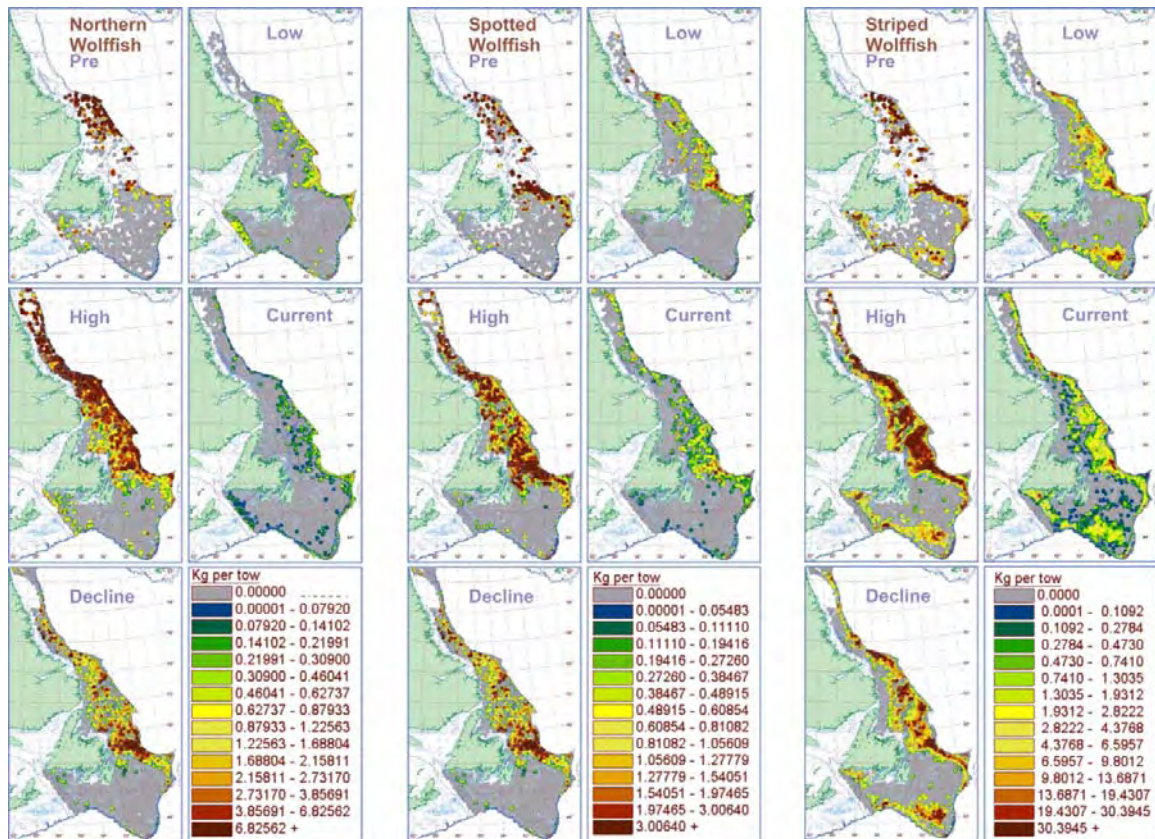 Northern
Wolffish
Pre
Low
High
Current
Decline
Kg per tow
0.00000
0.00001 - 0.07920
0.07920 - 0.14102
0.14102 - 0.21991
0.21991 - 0.30900
0.30900 - 0.46041
0.46041 - 0.62737
0.62737 - 0.87933
0.87933 - 1.22563
1.22563 - 1.68804
1.68804 - 2.15811
2.15811 - 2.73170
2.73170 - 3.85691
3.85691 - 6.82562
6.82562 +
Spotted
Wolffish
Pre
Low
High
Current
Decline
Kg per tow
0.00000
0.00001 - 0.05483
0.05483 - 0.11110
0.11110 - 0.19416
0.19416 - 0.27260
0.27260 - 0.38467
0.38467 - 0.48915
0.48915 - 0.60854
0.60854 - 0.81082
0.81082 - 1.05609
1.05609 - 1.27779
1.27779 - 1.54051
1.54051 - 1.97465
1.97465 - 3.00640
3.00640 +
Striped
Wolffish
Pre
Low
High
Current
Decline
Kg per tow
0.0000
0.0001 - 0.1092
0.1092 - 0.2784
0.2784 - 0.4730
0.4730 - 0.7410
0.7410 - 1.3035
1.3035 - 1.9312
1.9312 - 2.8222
2.8222 - 4.3768
4.3768 - 6.5957
6.5957 - 9.8012
9.8012 - 13.6871
13.6871 - 19.4307
19.4307 - 30.3945
30.3945 +